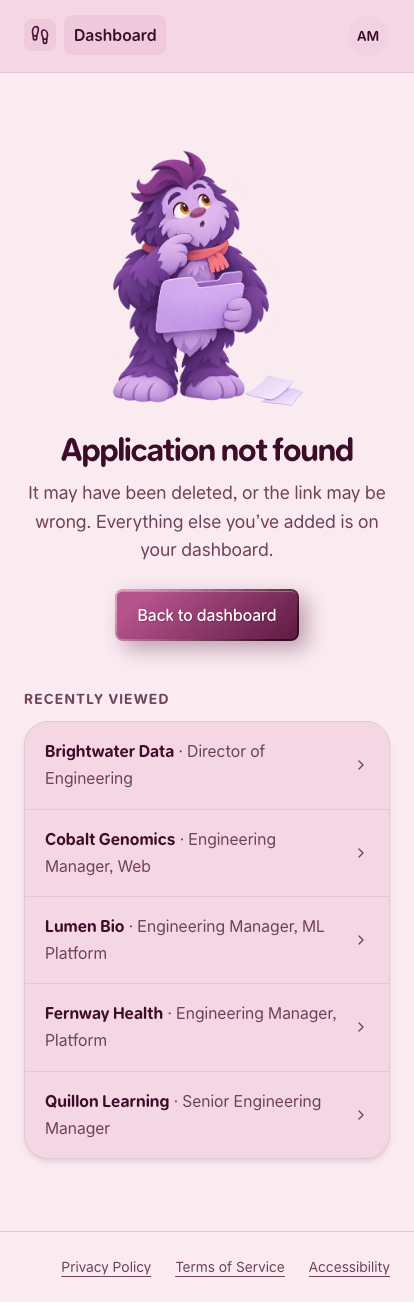 Dashboard
AM
Application not found
It may have been deleted, or the link may be
wrong. Everything else you’ve added is on
your dashboard.
Back to dashboard
RECENTLY VIEWED
Brightwater Data · Director of
Engineering
Cobalt Genomics · Engineering
Manager, Web
Lumen Bio · Engineering Manager, ML
Platform
Fernway Health · Engineering Manager,
Platform
Quillon Learning · Senior Engineering
Manager
Privacy Policy
Terms of Service
Accessibility